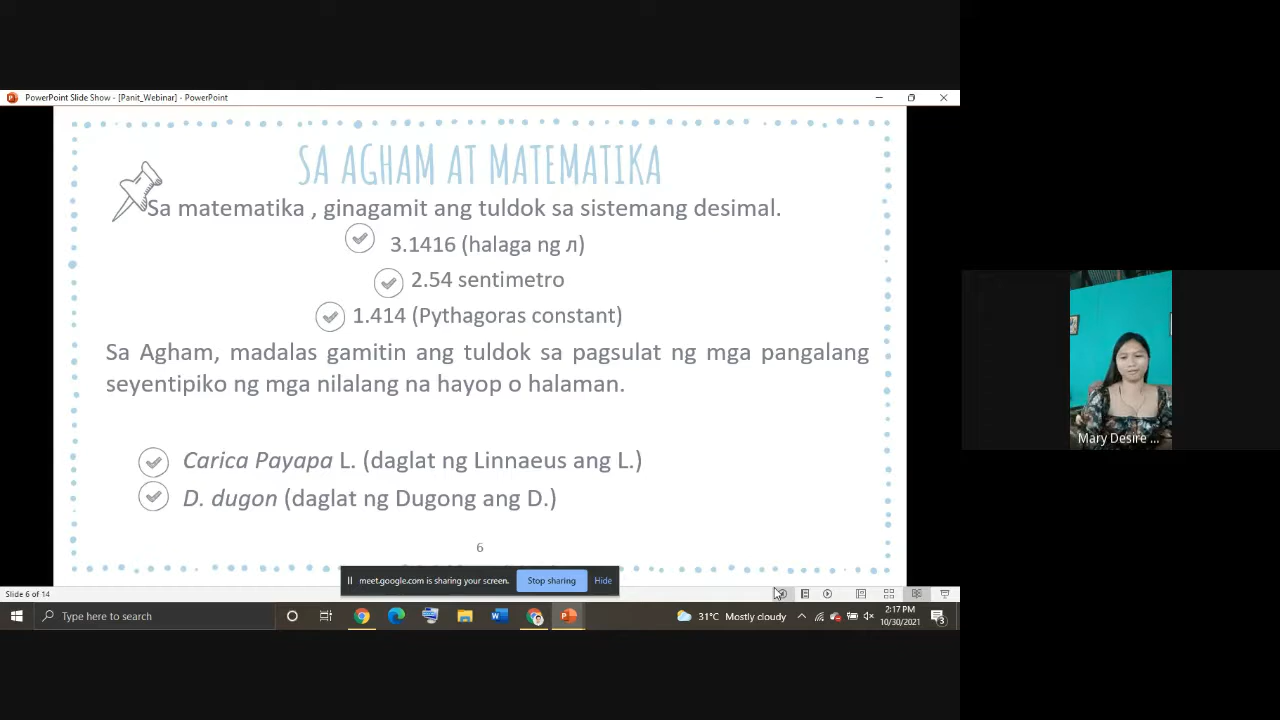 PowerPoint Slide Show - [Panit_Webinar] - PowerPoint
SA AGHAM AT MATEMATIKA
Sa matematika , ginagamit ang tuldok sa sistemang desimal.
3.1416 (halaga ng л)
2.54 sentimetro
1.414 (Pythagoras constant)
Sa Agham, madalas gamitin ang tuldok sa pagsulat ng mga pangalang
seyentipiko ng mga nilalang na hayop o halaman.
Carica Payapa L. (daglat ng Linnaeus ang L.)
D. dugon (daglat ng Dugong ang D.)
6
meet.google.com is sharing your screen.
Stop sharing
Hide
Slide 6 of 14
Type here to search
31°C Mostly cloudy
2:17 PM
10/30/2021
3
Mary Desire ...